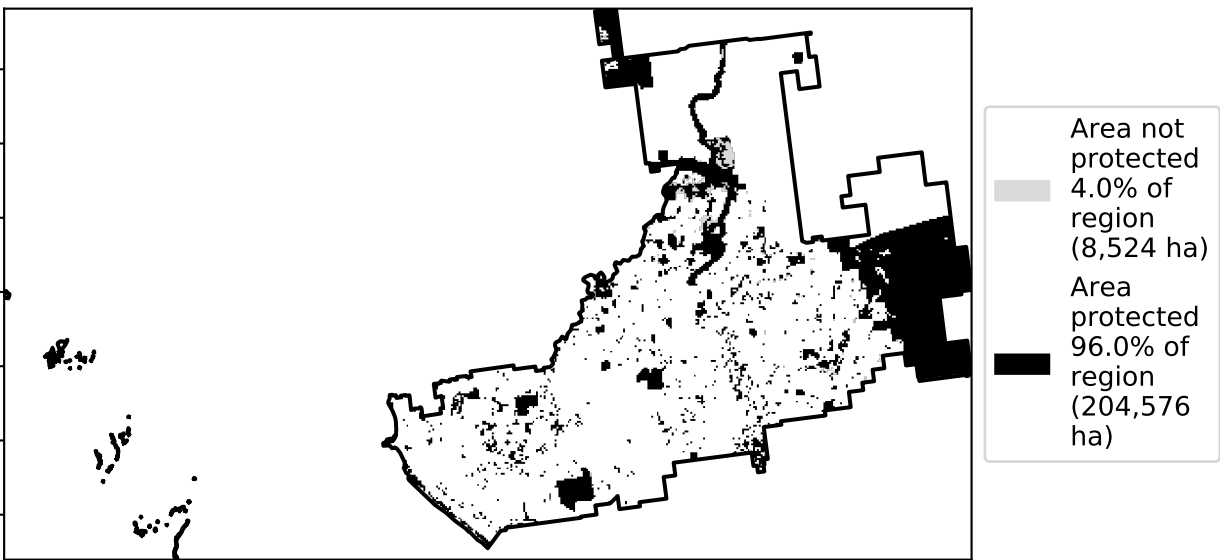 Area not
protected
4.0% of
region
(8,524 ha)
Area
protected
96.0% of
region
(204,576
ha)